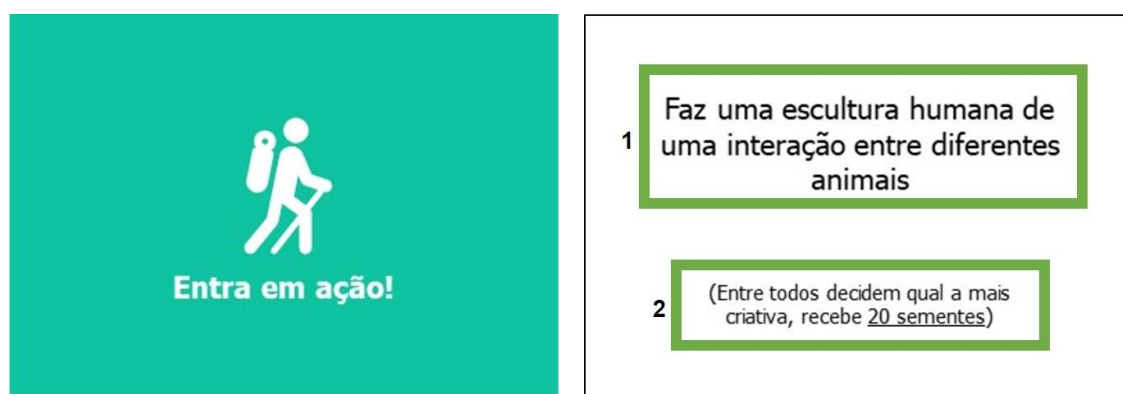 Entra em ação!
1
Faz uma escultura humana de
uma interação entre diferentes
animais
2
(Entre todos decidem qual a mais
criativa, recebe 20 sementes)